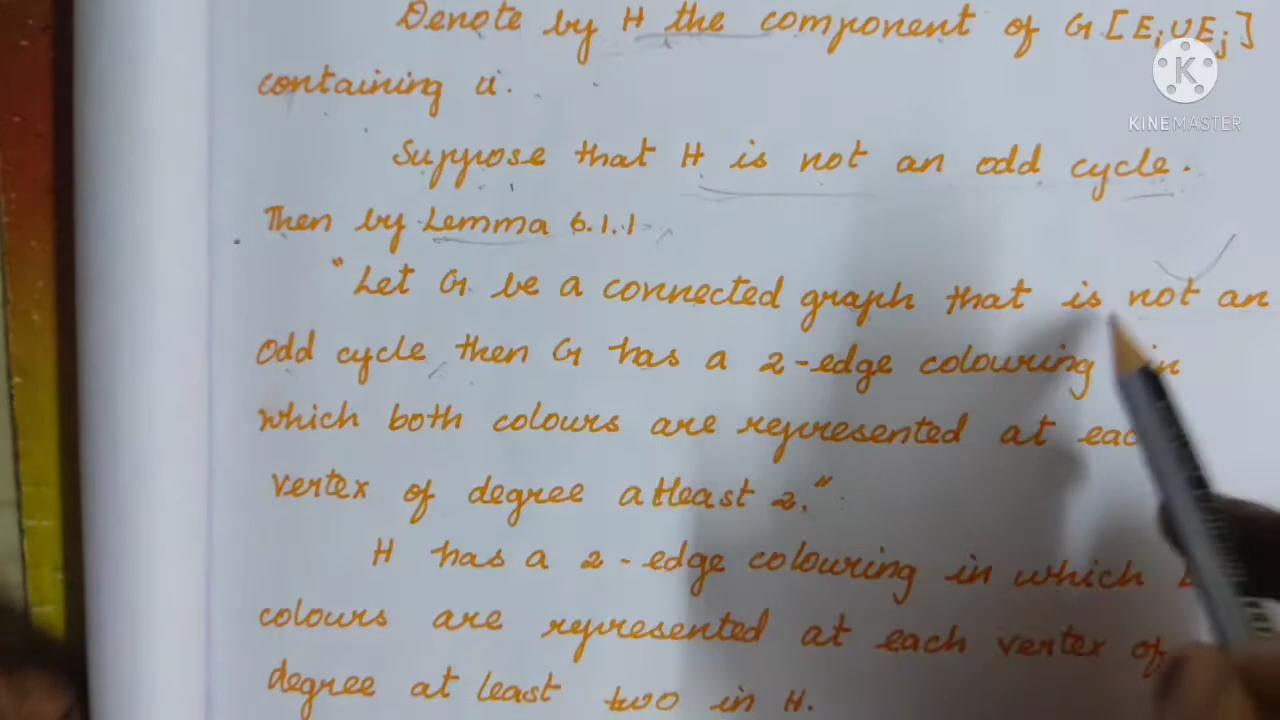 Denote by H the component of G[EiUEj]
KINEMASTER
containing u.
Suppose that H is not an odd cycle.
Then by Lemma 6.1.1
"Let G be a connected graph that is not an
odd cycle then G has a 2-edge colouring in
which both colours are represented at
vertex of degree atleast 2."
H has a 2-edge colouring in which
colours are represented at each vertex of
degree at least two in H.